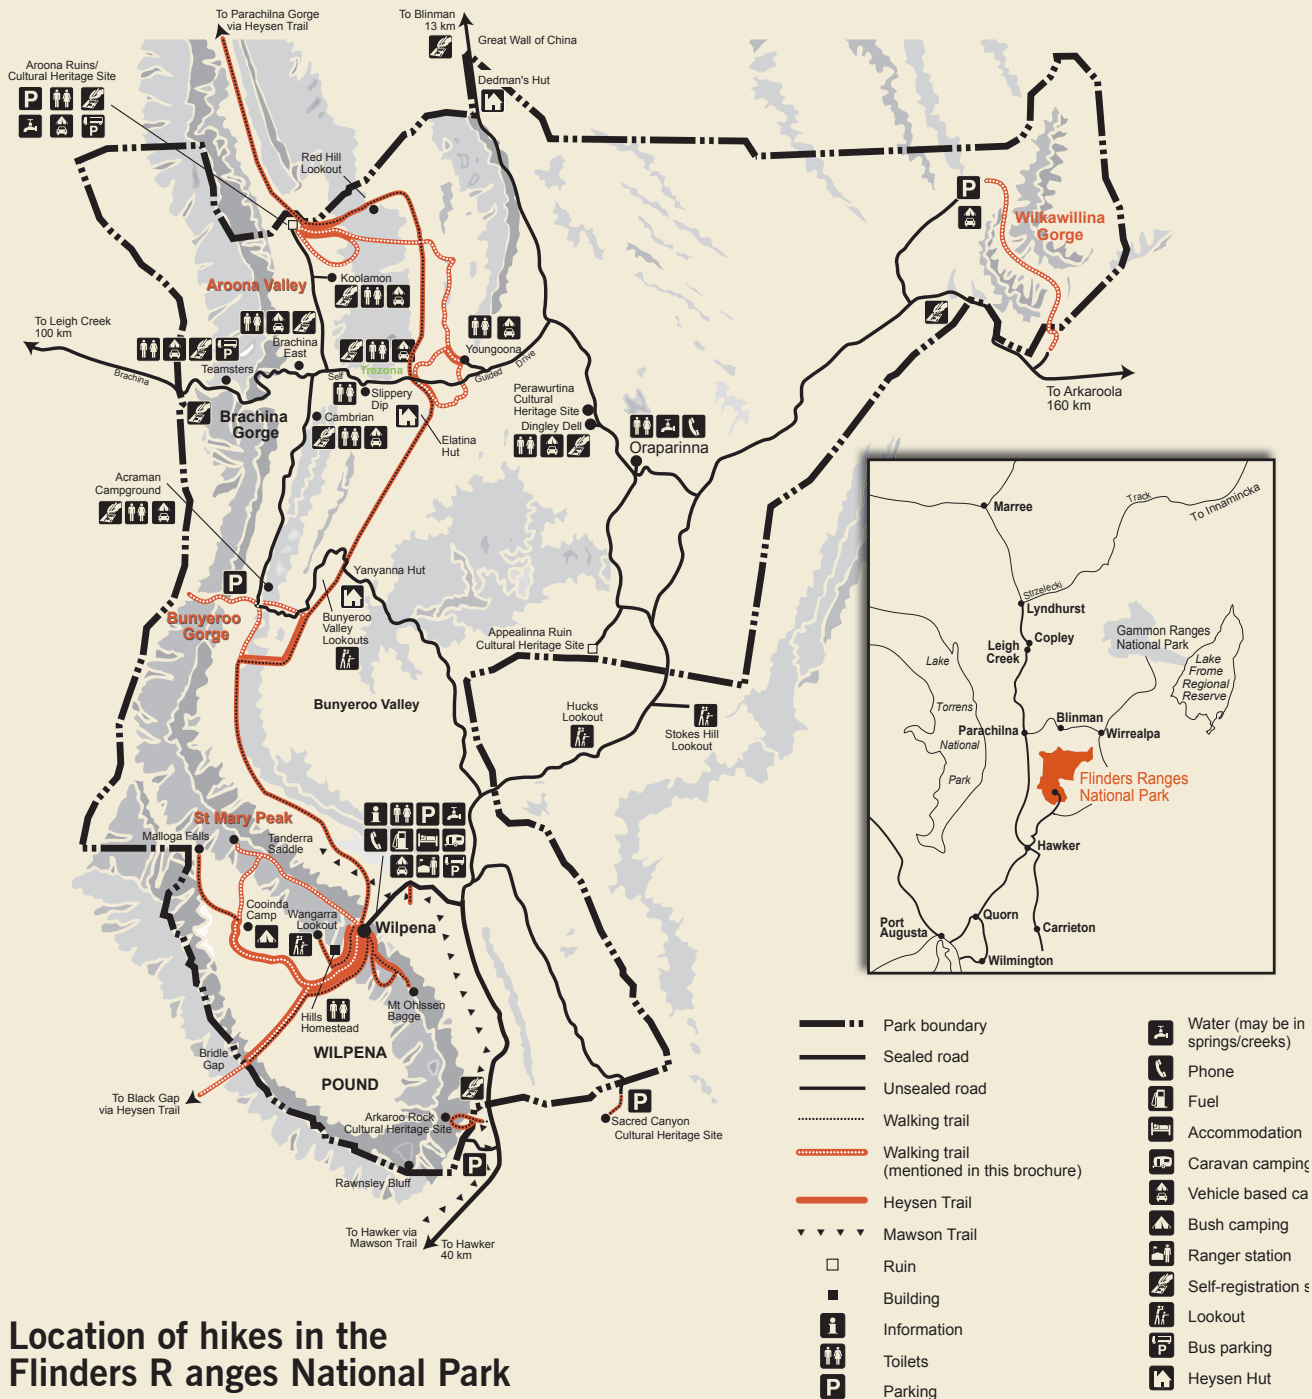 To Parachilna Gorge
via Heysen Trail
To Blinman
13 km
Great Wall of China
Aroona Ruins/
Cultural Heritage Site
P
P
Dedman's Hut
Red Hill
Lookout
P
Wilkawillina
Gorge
Aroona Valley
Koolamon
To Leigh Creek
100 km
Brachina
P
Teamsters
Brachina
East
Self
Trezona
Youngoona
Guided
Drive
Slippery
Dip
Brachina
Gorge
Cambrian
Elatina
Hut
Perawurtina
Cultural
Heritage Site
Dingley Dell
Oraparinna
To Arkaroola
160 km
Acraman
Campground
P
Yanyanna Hut
Bunyeroo
Gorge
Bunyeroo
Valley
Lookouts
Appealinna Ruin
Cultural Heritage Site
Bunyeroo Valley
Hucks
Lookout
Stokes Hill
Lookout
St Mary Peak
Malloga Falls
Tanderra
Saddle
i
P
P
Cooinda
Camp
Wangarra
Lookout
Wilpena
Mt Ohlssen
Bagge
Hills
Homestead
Bridle
Gap
WILPENA
POUND
To Black Gap
via Heysen Trail
Arkaroo Rock
Cultural Heritage Site
P
Sacred Canyon
Cultural Heritage Site
P
Rawnsley Bluff
To Hawker via
Mawson Trail
To Hawker
40 km
Marree
Track
To Innamincka
Strzelecki
Lyndhurst
Copley
Leigh
Creek
Gammon Ranges
National Park
Lake
Frome
Regional
Reserve
Lake
Torrens
National
Park
Parachilna
Blinman
Wirrealpa
Flinders Ranges
National Park
Hawker
Quorn
Port
Augusta
Carrieton
Wilmington
Park boundary
Sealed road
Unsealed road
Walking trail
Walking trail
(mentioned in this brochure)
Heysen Trail
Mawson Trail
Ruin
Building
i Information
Toilets
P Parking
Water (may be in
springs/creeks)
Phone
Fuel
Accommodation
Caravan camping
Vehicle based ca
Bush camping
Ranger station
Self-registration s
Lookout
P Bus parking
Heysen Hut
Location of hikes in the
Flinders R anges National Park